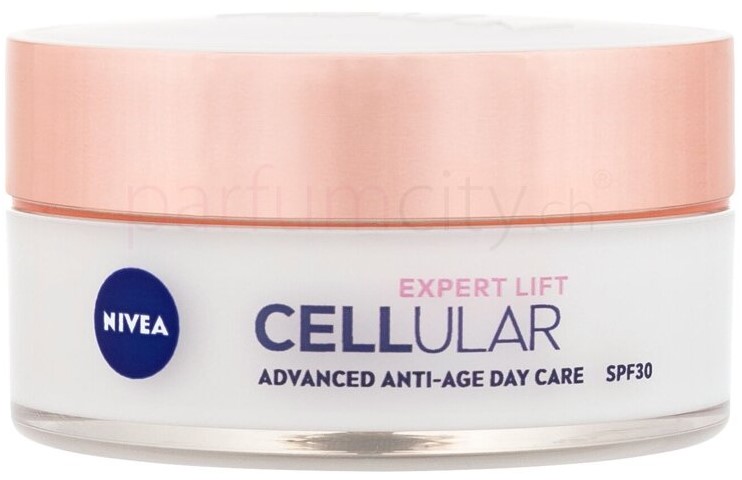 parfumcity.ch
®
EXPERT LIFT
NIVEA
CELLULAR
ADVANCED ANTI-AGE DAY CARE SPF30